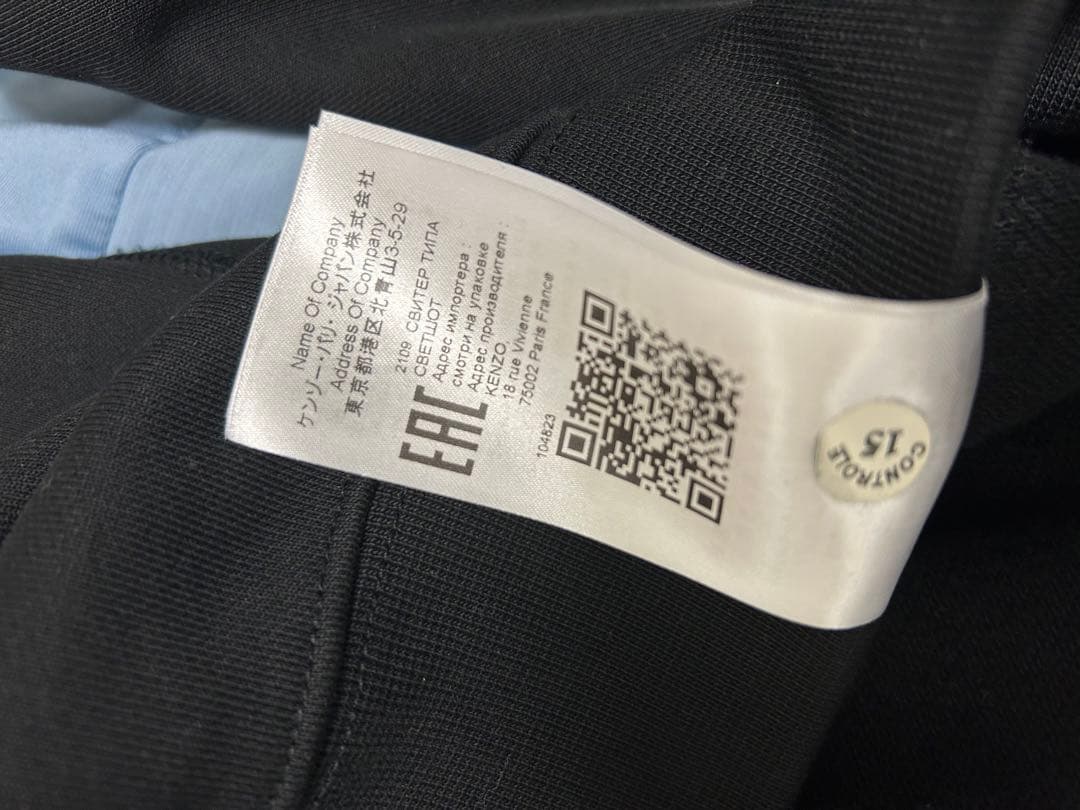 Name Of Company
ケンゾー・パリ・ジャパン株式会社
Address Of Company
東京都港区北青山3-5-29
2109 СВИТЕР ТИПА
СВЕТШОТ
Адрес импортера :
смотри на упаковке
Адрес производителя :
KENZO,
18 rue Vivienne
75002 Paris France
EAC
104823
CONTROLE
15